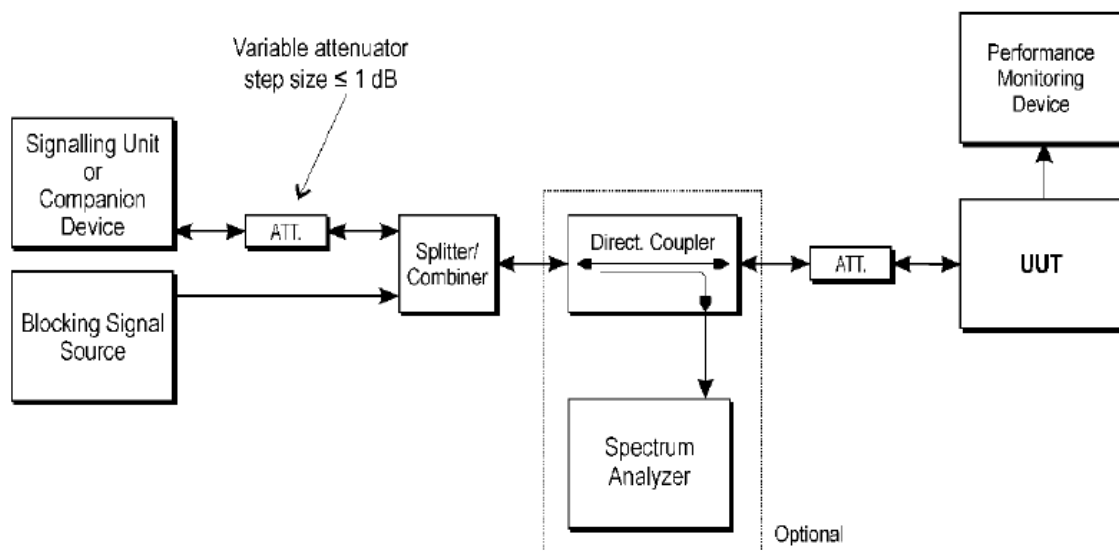 Variable attenuator
step size ≤ 1 dB
Performance
Monitoring
Device
Signalling Unit
or
Companion
Device
ATT.
Splitter/
Combiner
Direct. Coupler
ATT.
UUT
Blocking Signal
Source
Spectrum
Analyzer
Optional